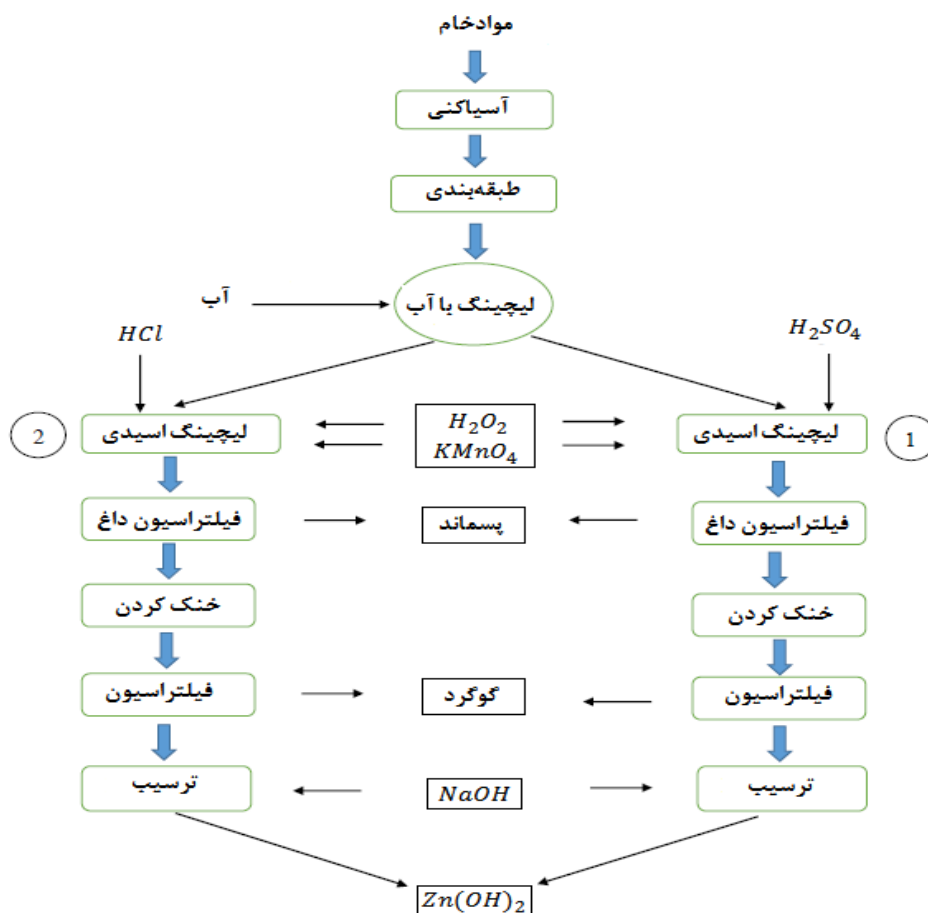 موادخام
آسیاکنی
طبقه‌بندی
آب
لیچینگ با آب
HCl
H₂SO₄
2
لیچینگ اسیدی
H₂O₂
KMnO₄
لیچینگ اسیدی
1
فیلتراسیون داغ
پسماند
فیلتراسیون داغ
خنک کردن
خنک کردن
فیلتراسیون
گوگرد
فیلتراسیون
ترسیب
NaOH
ترسیب
Zn(OH)₂